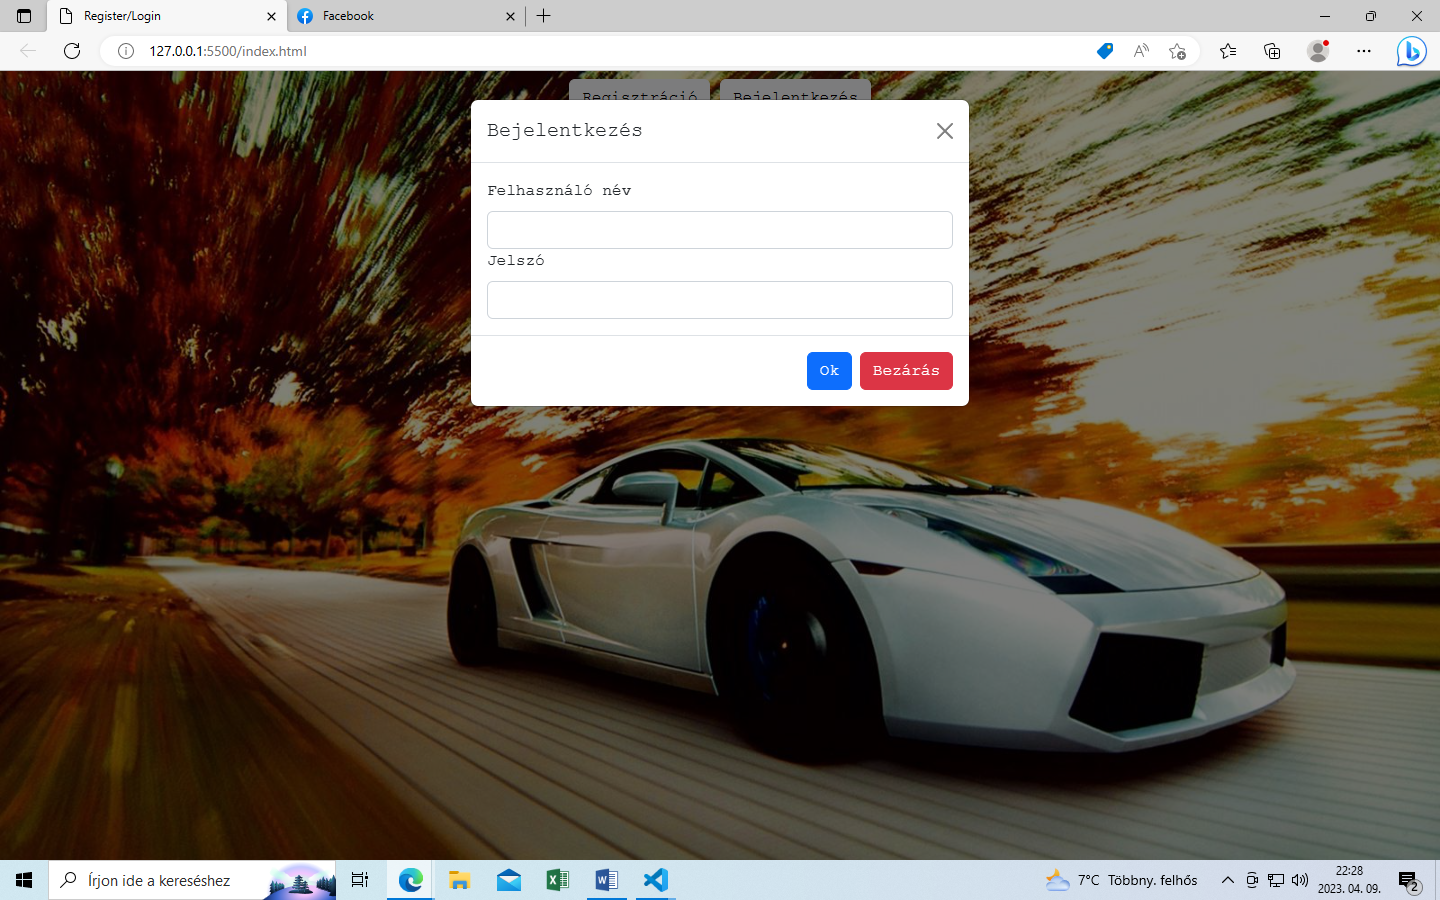 Register/Login
Facebook
127.0.0.1:5500/index.html
Regisztráció
Bejelentkezés
Bejelentkezés
Felhasználó név
Jelszó
Ok
Bezárás
Írjon ide a kereséshez
7°C Többny. felhős
22:28
2023. 04. 09.
2